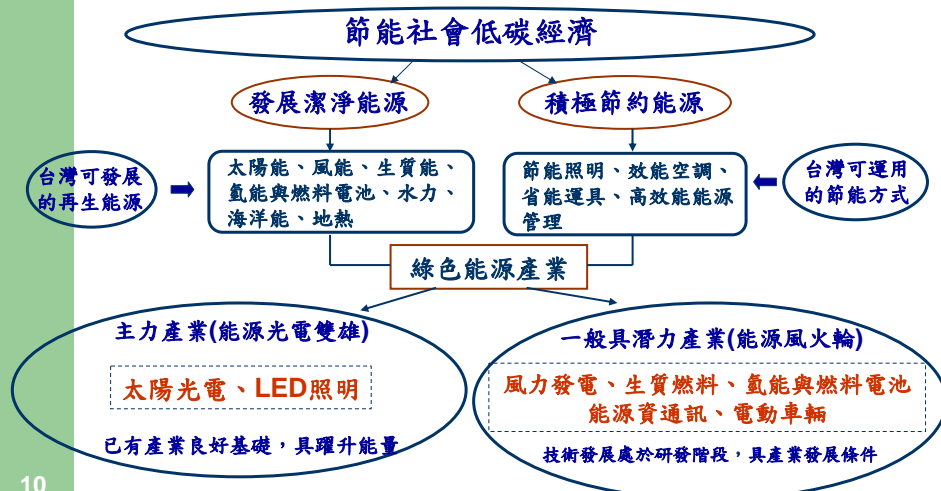 節能社會低碳經濟
發展潔淨能源
積極節約能源
台灣可發展
的再生能源
太陽能、風能、生質能、
氫能與燃料電池、水力、
海洋能、地熱
節能照明、效能空調、
省能運具、高效能能源
管理
台灣可運用
的節能方式
綠色能源產業
主力產業(能源光電雙雄)
太陽光電、LED照明
已有產業良好基礎，具躍升能量
一般具潛力產業(能源風火輪)
風力發電、生質燃料、氫能與燃料電池
能源資通訊、電動車輛
技術發展處於研發階段，具產業發展條件
10